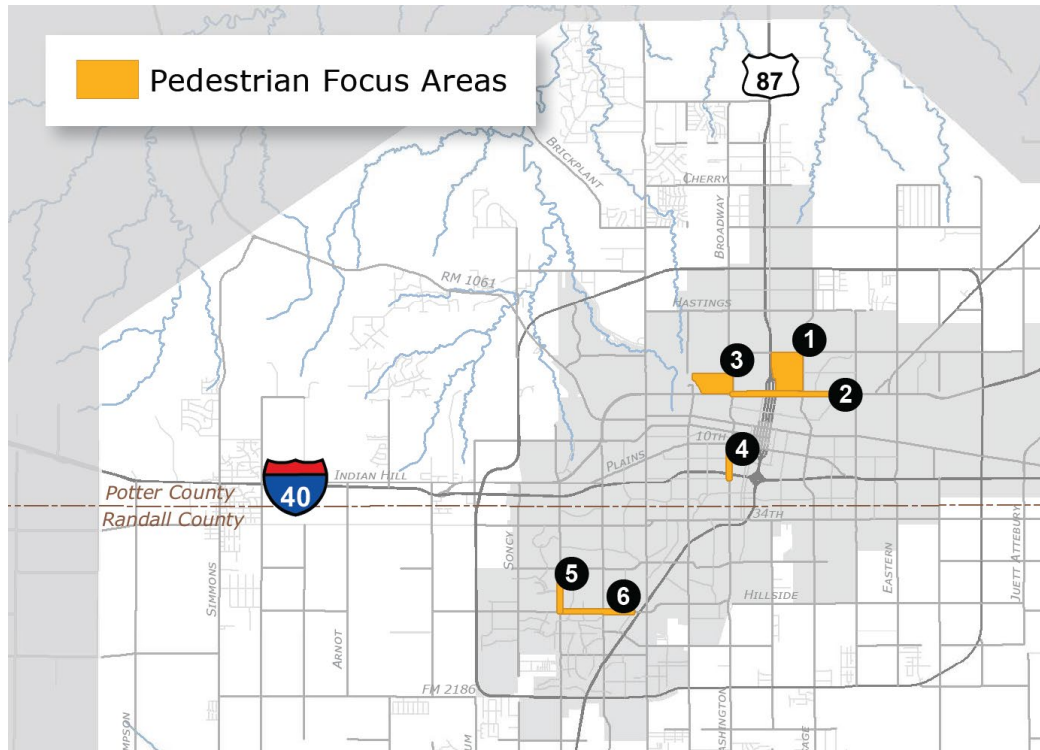 Pedestrian Focus Areas
87
BRICKPLANT
CHERRY
BROADWAY
RM 1061
HASTINGS
1
3
2
10TH
4
PLAINS
INDIAN HILL
40
Potter County
Randall County
34TH
SONCY
EASTERN
JUETT ATTEBURY
SIMMONS
5
6
HILLSIDE
ARNOT
FM 2186